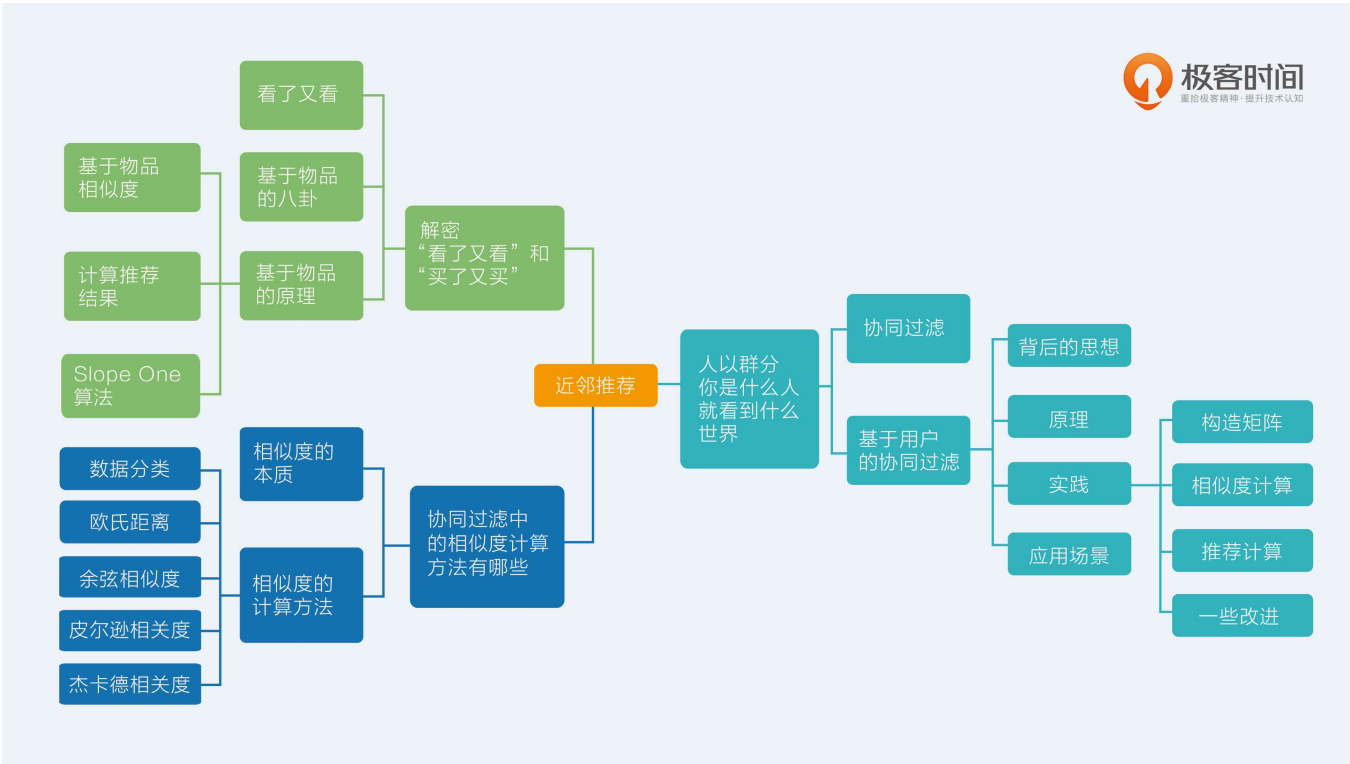 极客时间
重拾极客精神·提升技术认知
看了又看
基于物品
相似度
基于物品
的八卦
解密
“看了又看”和
“买了又买”
计算推荐
结果
基于物品
的原理
Slope One
算法
近邻推荐
人以群分
你是什么人
就看到什么
世界
协同过滤
基于用户
的协同过滤
背后的思想
原理
实践
应用场景
构造矩阵
相似度计算
推荐计算
一些改进
相似度的
本质
数据分类
欧氏距离
余弦相似度
皮尔逊相关度
杰卡德相关度
相似度的
计算方法
协同过滤中
的相似度计算
方法有哪些